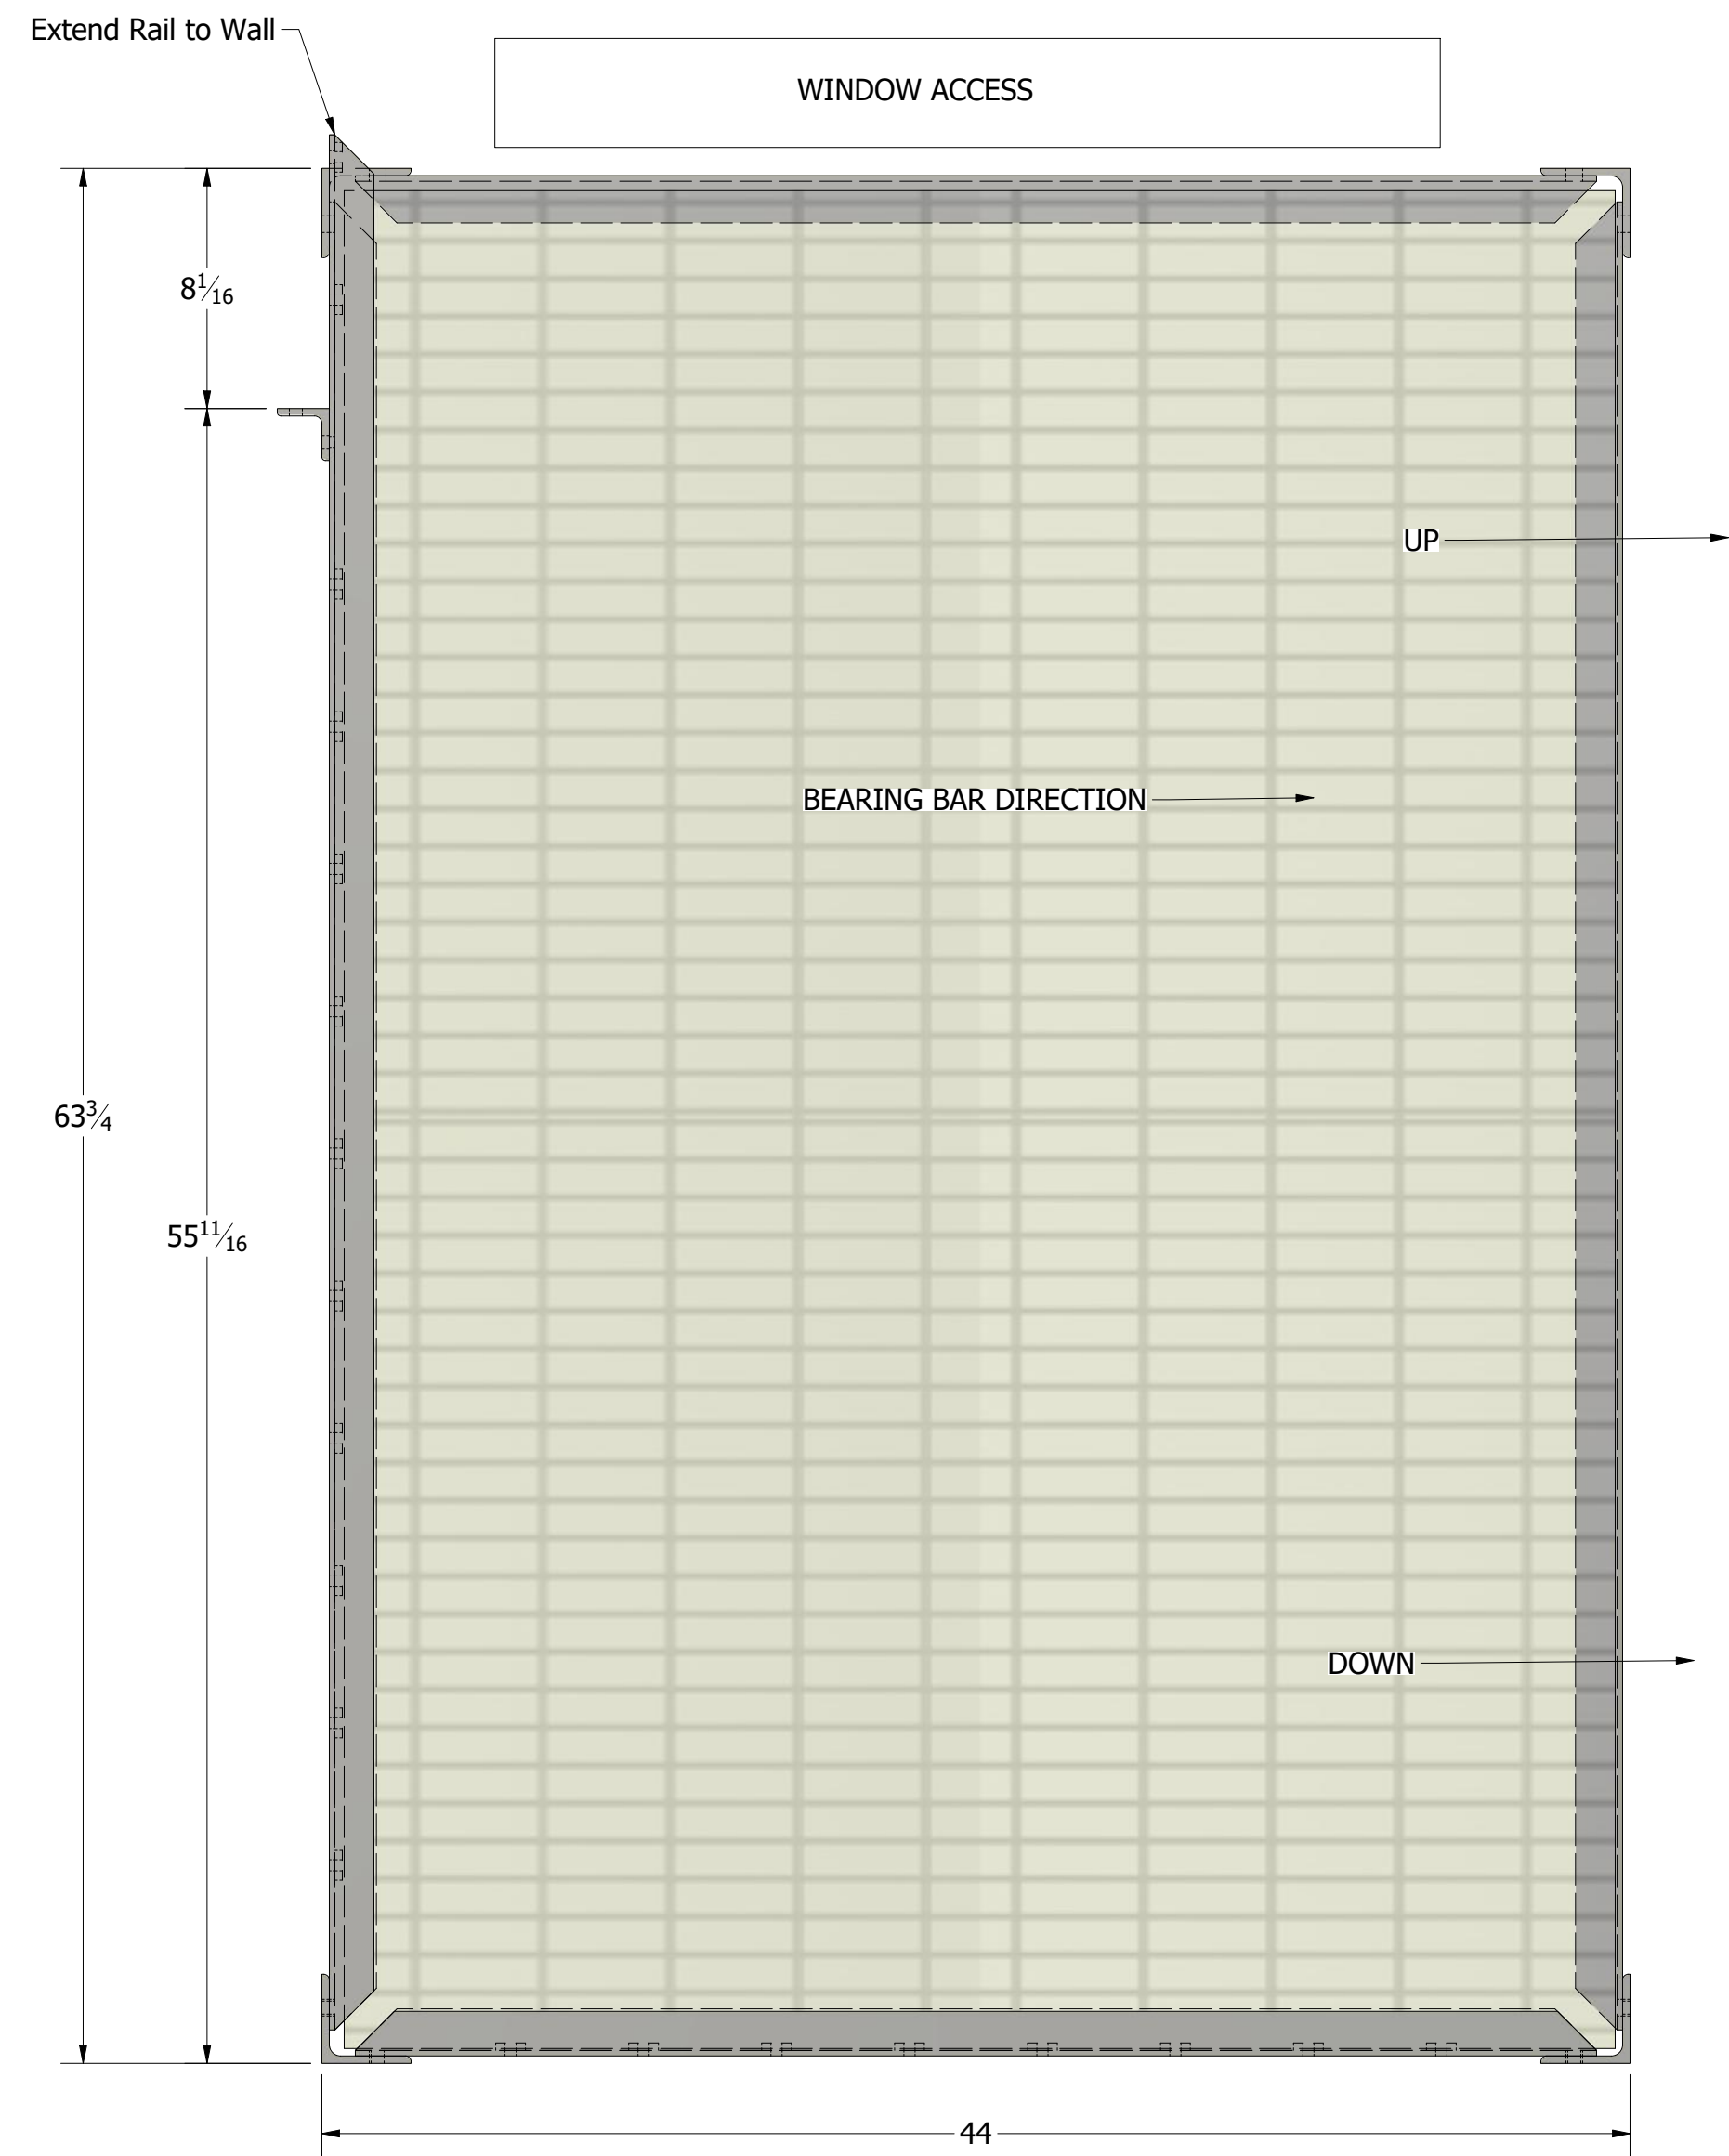 Extend Rail to Wall
WINDOW ACCESS
8 1/16
UP
BEARING BAR DIRECTION
63 3/4
55 11/16
DOWN
44